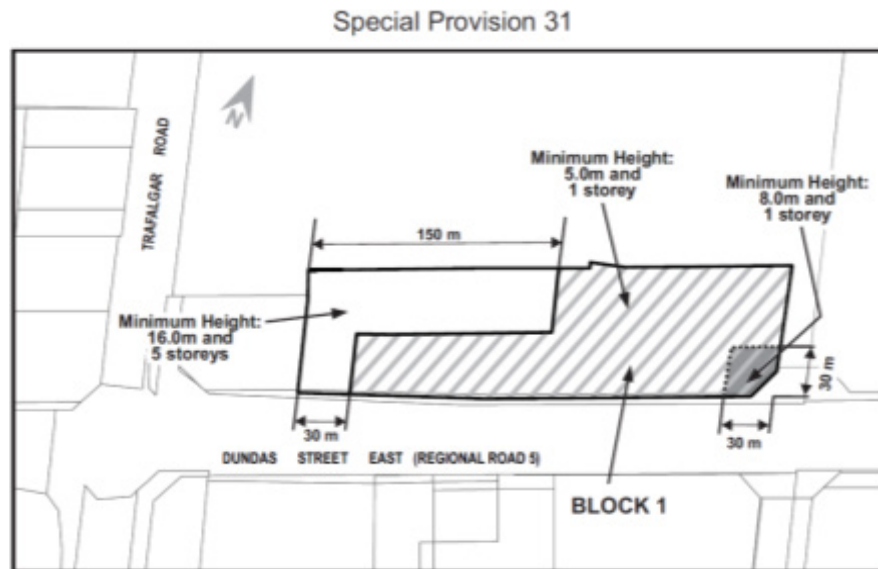 Special Provision 31
N
TRAFALGAR ROAD
Minimum Height:
5.0m and
1 storey
Minimum Height:
8.0m and
1 storey
150 m
Minimum Height:
16.0m and
5 storeys
30 m
30 m
30 m
DUNDAS STREET EAST (REGIONAL ROAD 5)
BLOCK 1